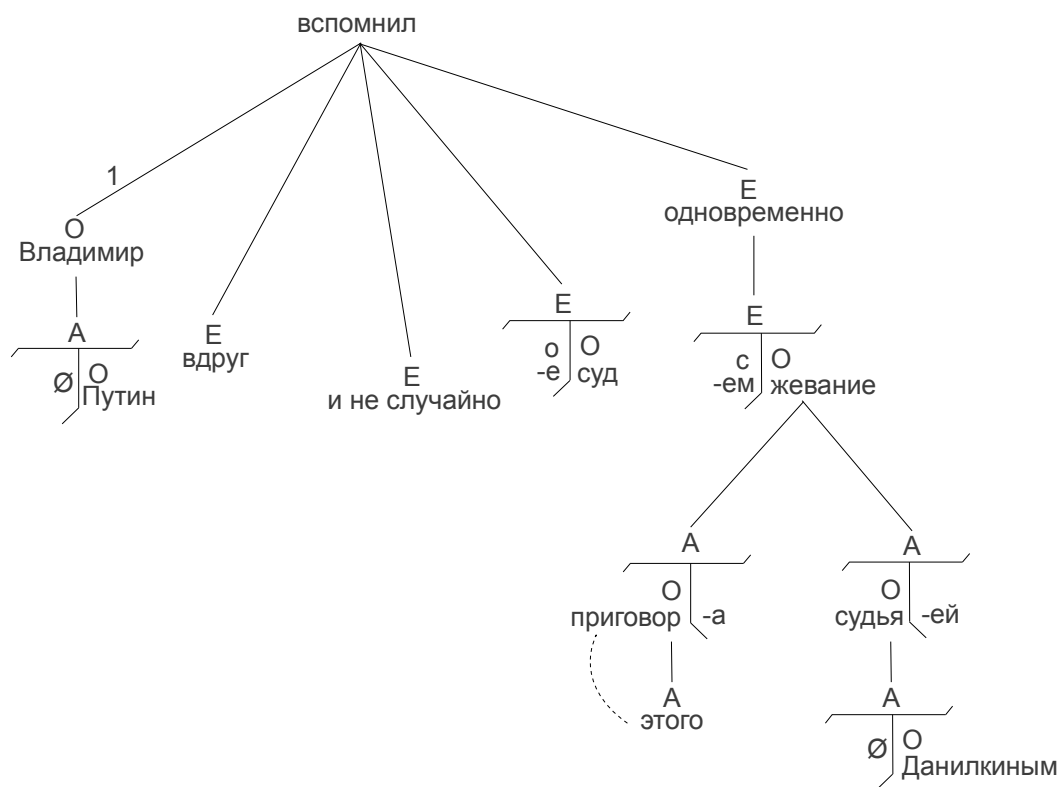 вспомнил
1
О
Владимир
А
Ø О
Путин
Е
вдруг
Е
и не случайно
Е
о О
-е суд
Е
одновременно
Е
с О
-ем жевание
А
О
приговор -а
А
этого
А
О
судья -ей
А
Ø О
Данилкиным